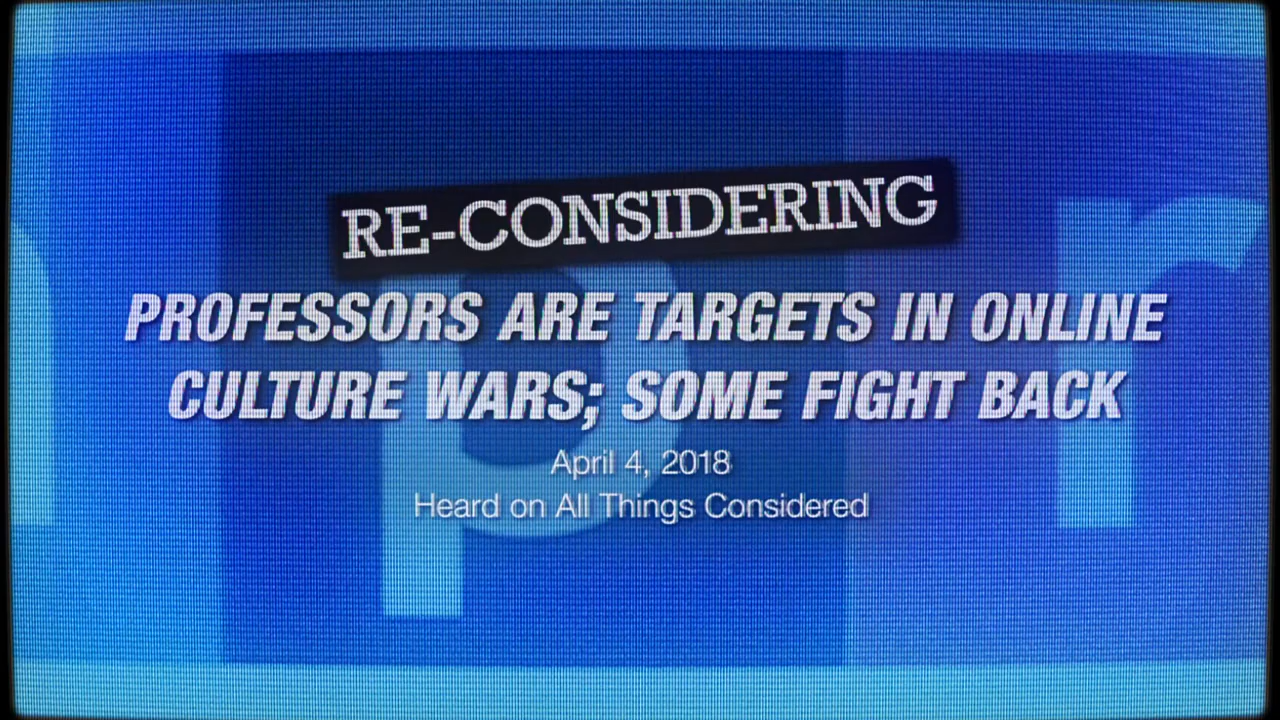 RE-CONSIDERING
PROFESSORS ARE TARGETS IN ONLINE
CULTURE WARS; SOME FIGHT BACK
April 4, 2018
Heard on All Things Considered
n p r